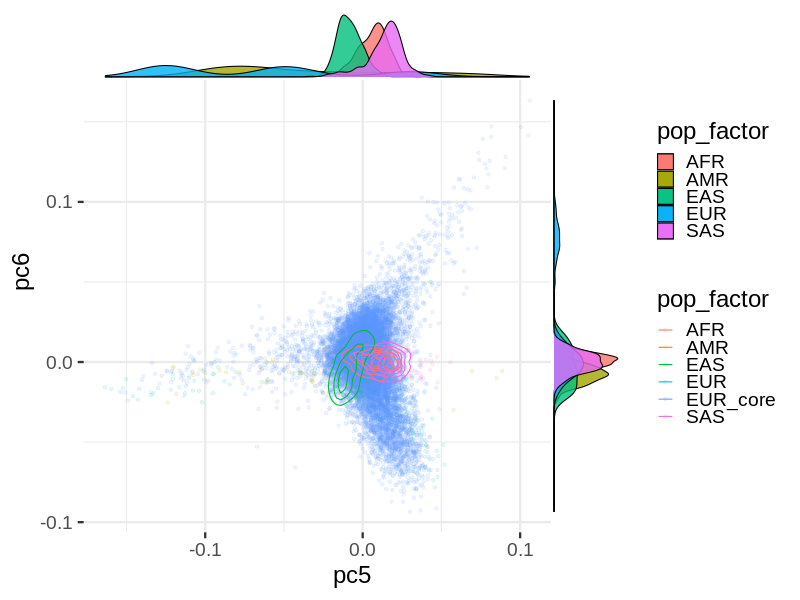 pop_factor
AFR
AMR
EAS
EUR
SAS
pop_factor
AFR
AMR
EAS
EUR
EUR_core
SAS
pc6
0.1
0.0
-0.1
-0.1
0.0
0.1
pc5